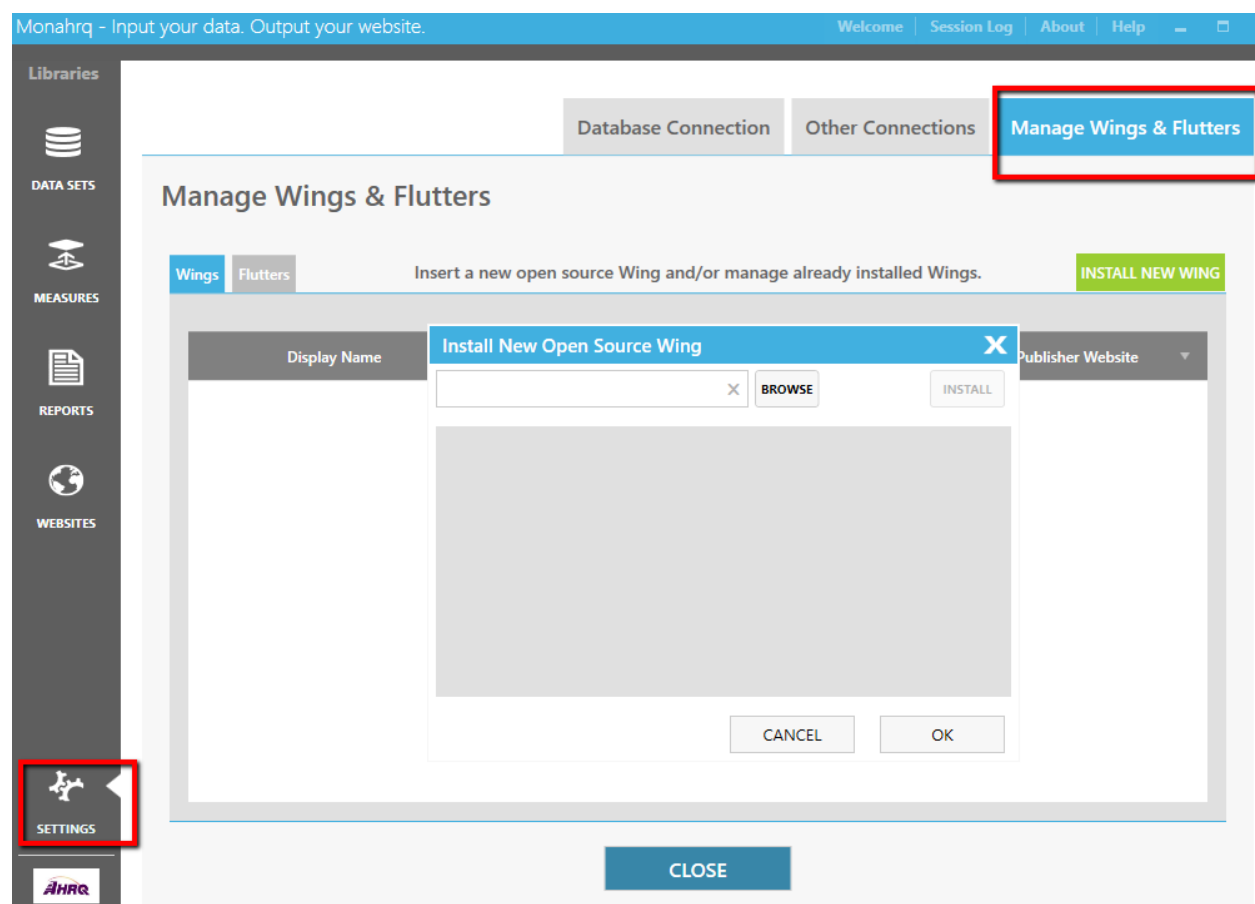 Monahrq - Input your data. Output your website.
Welcome Session Log About Help
Libraries
Database Connection Other Connections Manage Wings & Flutters
DATA SETS
Manage Wings & Flutters
Wings Flutters Insert a new open source Wing and/or manage already installed Wings. INSTALL NEW WING
MEASURES
Display Name Install New Open Source Wing X Publisher Website
BROWSE INSTALL
REPORTS
WEBSITES
CANCEL OK
SETTINGS
CLOSE
AHRQ